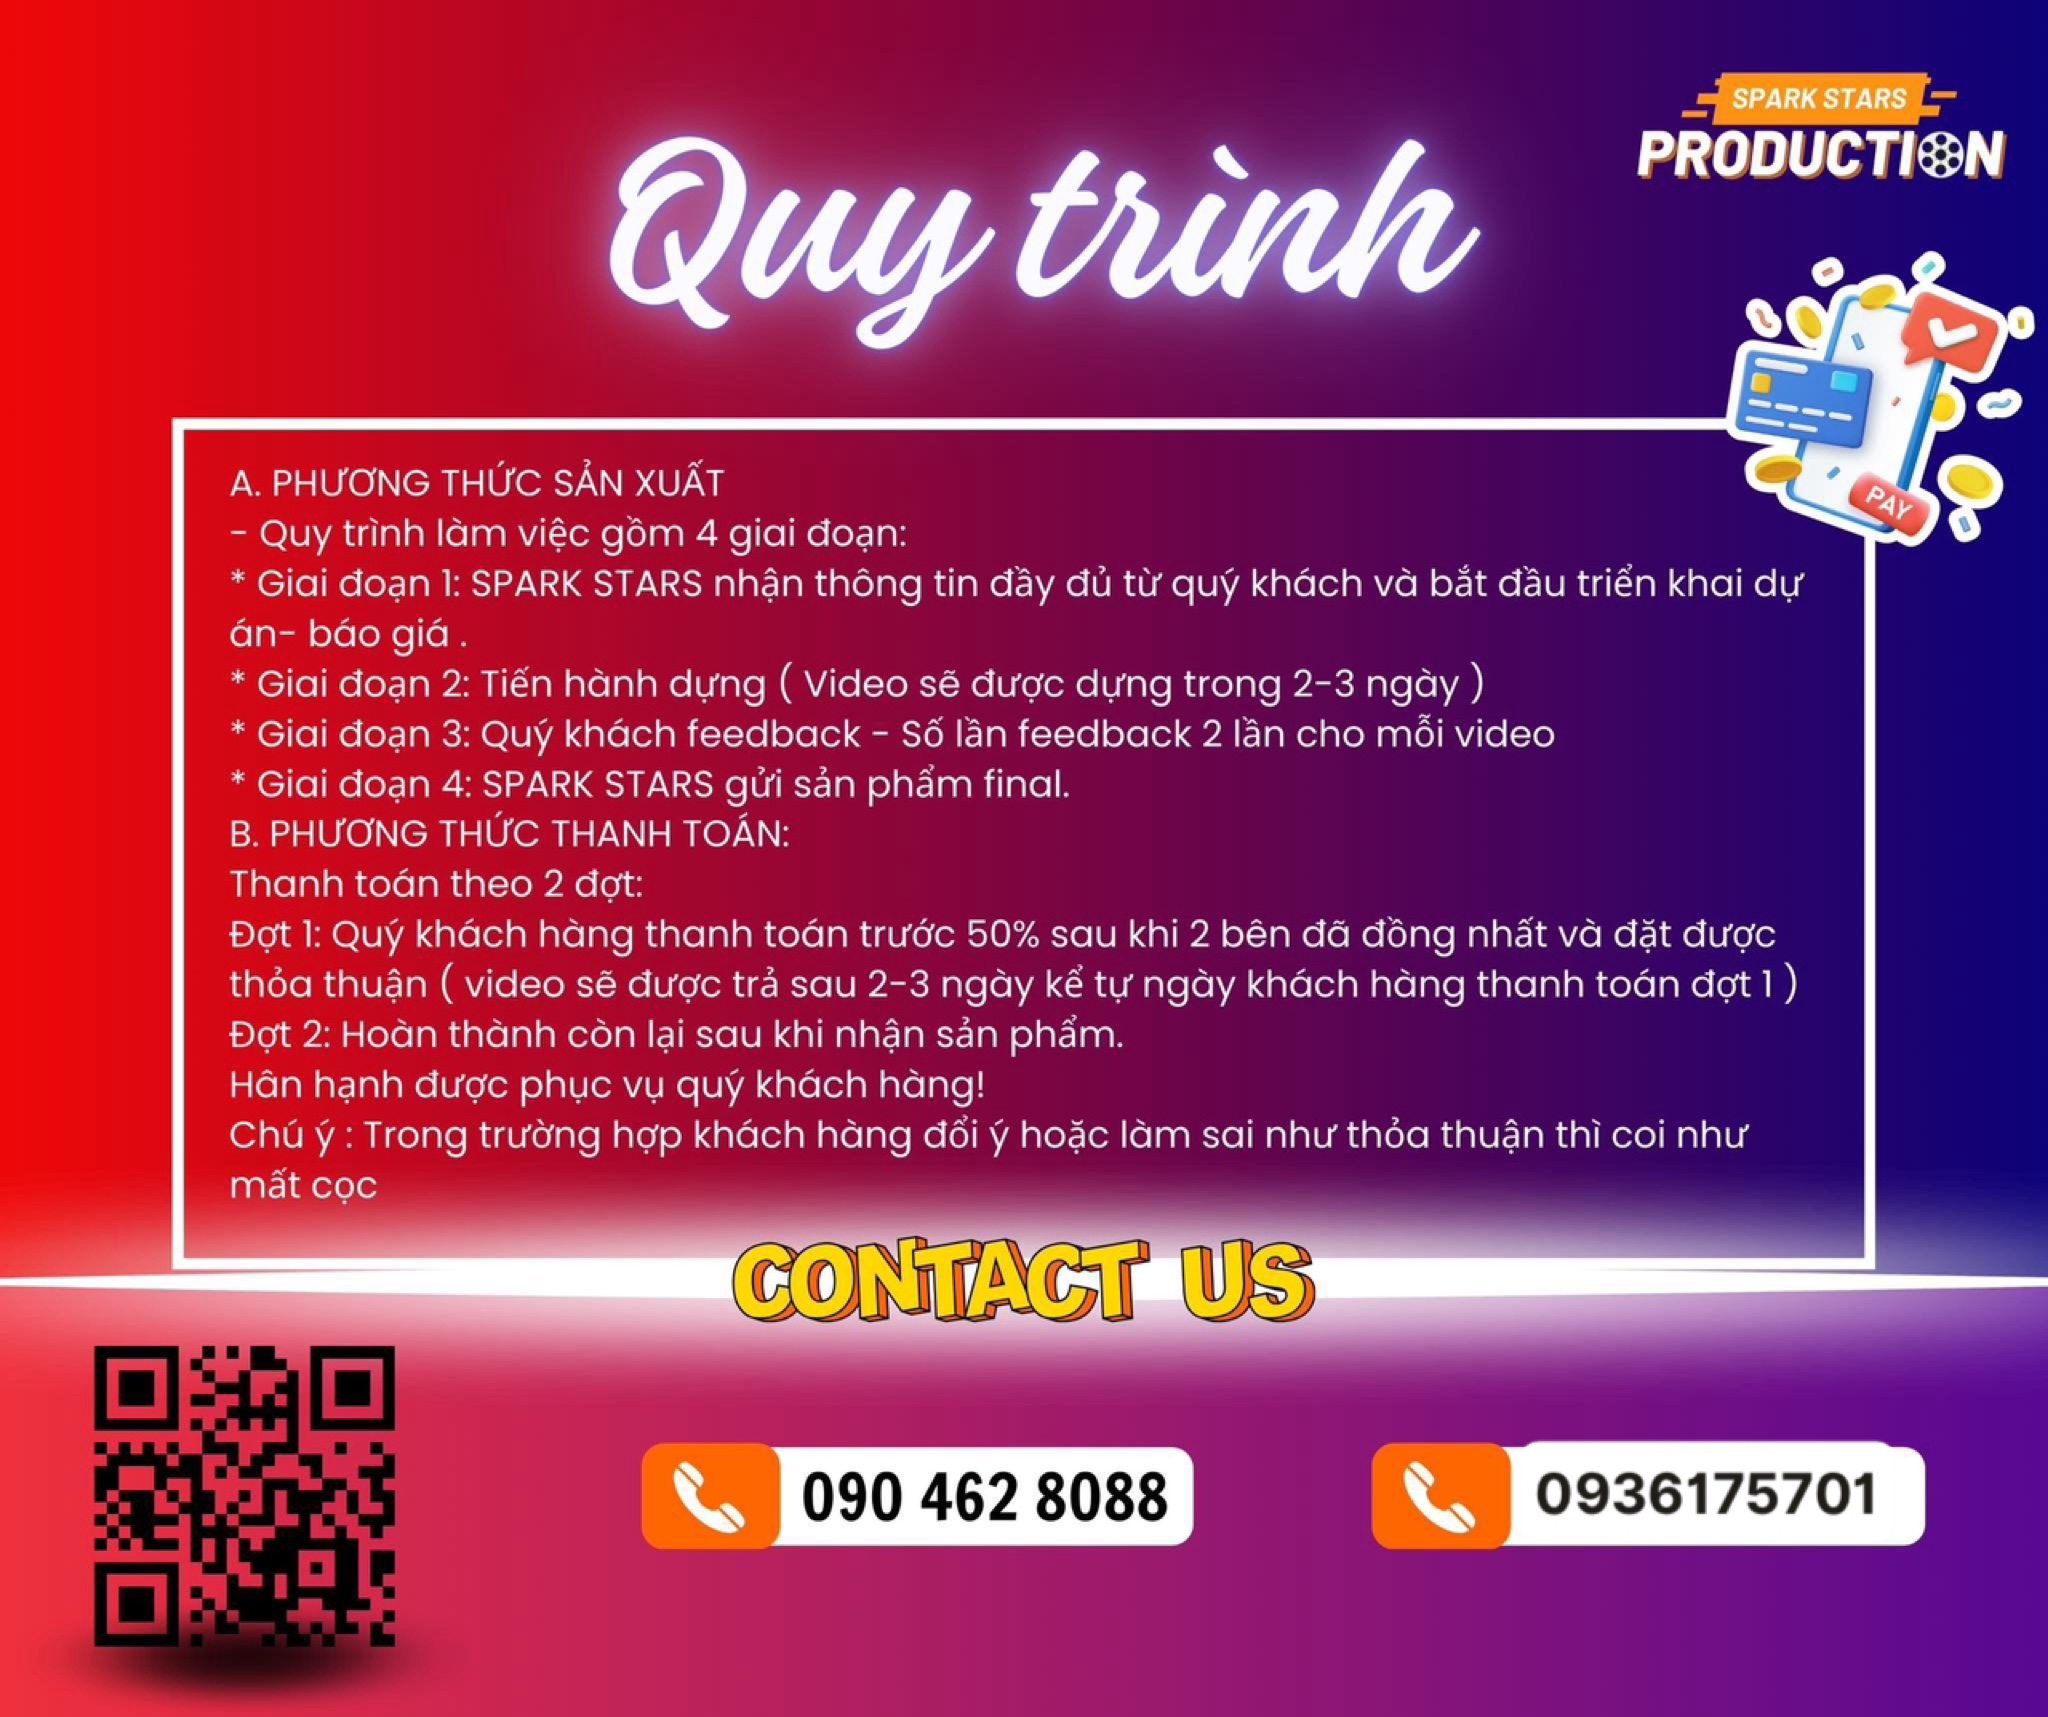 SPARK STARS
PRODUCTION
Quy trình
PAY
A. PHƯƠNG THỨC SẢN XUẤT
- Quy trình làm việc gồm 4 giai đoạn:
* Giai đoạn 1: SPARK STARS nhận thông tin đầy đủ từ quý khách và bắt đầu triển khai dự
án- báo giá .
* Giai đoạn 2: Tiến hành dựng ( Video sẽ được dựng trong 2-3 ngày )
* Giai đoạn 3: Quý khách feedback - Số lần feedback 2 lần cho mỗi video
* Giai đoạn 4: SPARK STARS gửi sản phẩm final.
B. PHƯƠNG THỨC THANH TOÁN:
Thanh toán theo 2 đợt:
Đợt 1: Quý khách hàng thanh toán trước 50% sau khi 2 bên đã đồng nhất và đặt được
thỏa thuận ( video sẽ được trả sau 2-3 ngày kể tự ngày khách hàng thanh toán đợt 1 )
Đợt 2: Hoàn thành còn lại sau khi nhận sản phẩm.
Hân hạnh được phục vụ quý khách hàng!
Chú ý : Trong trường hợp khách hàng đổi ý hoặc làm sai như thỏa thuận thì coi như
mất cọc
CONTACT US
090 462 8088
0936175701